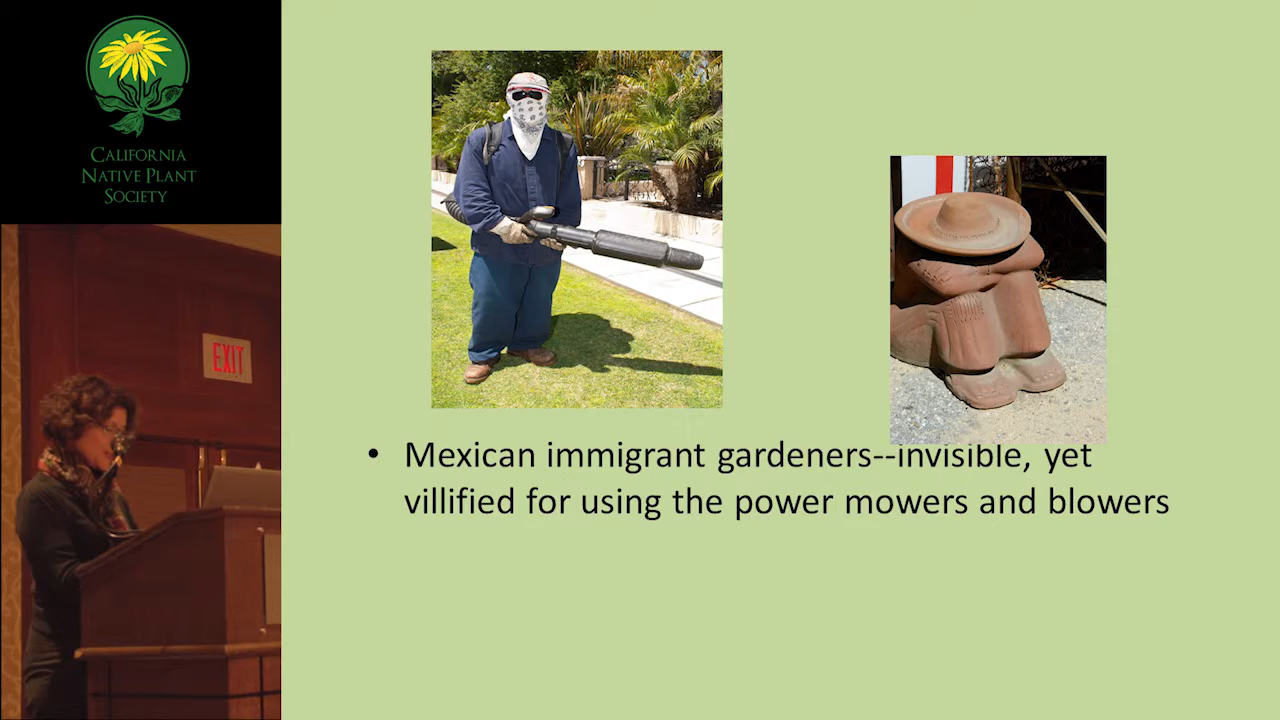 CALIFORNIA
NATIVE PLANT
SOCIETY
EXIT
• Mexican immigrant gardeners--invisible, yet
villified for using the power mowers and blowers